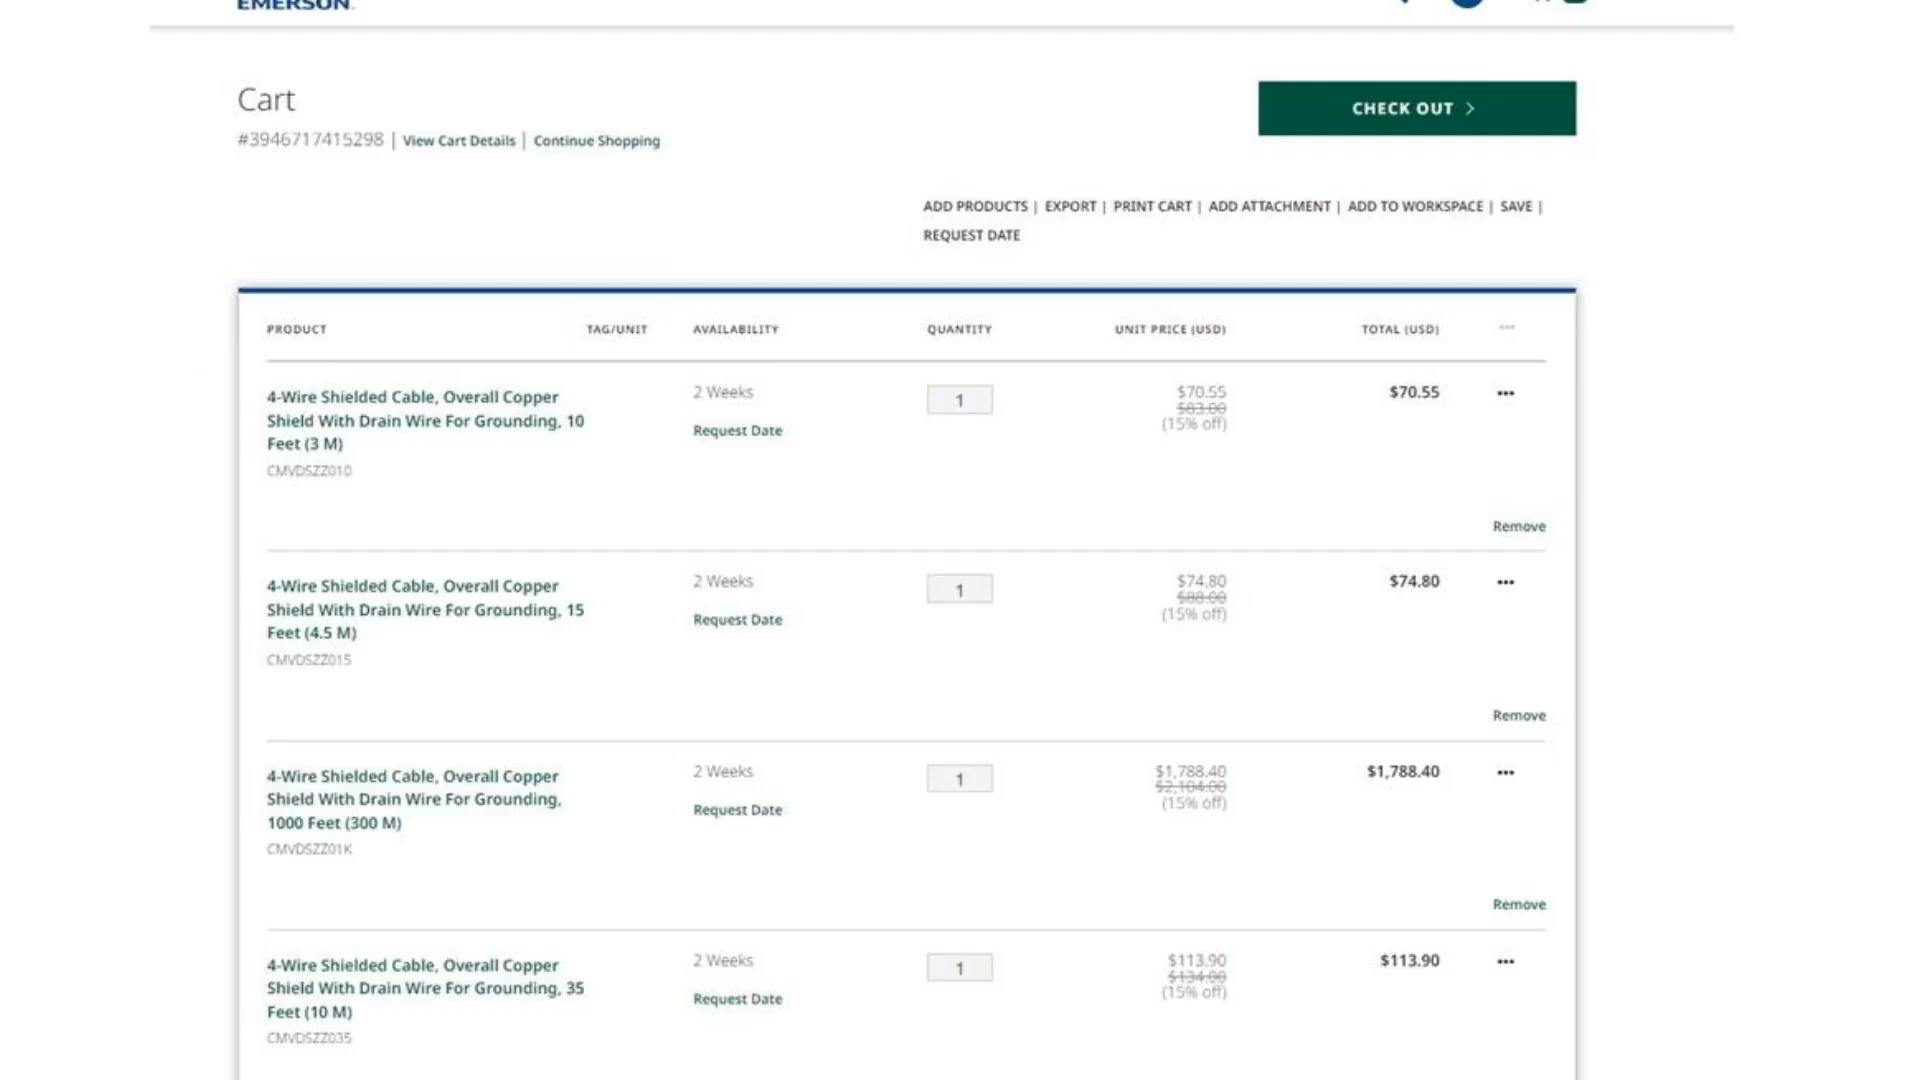 EMERSON
Cart
CHECK OUT >
#3946717415298 | View Cart Details | Continue Shopping
ADD PRODUCTS | EXPORT | PRINT CART | ADD ATTACHMENT | ADD TO WORKSPACE | SAVE |
REQUEST DATE
PRODUCT TAG/UNIT AVAILABILITY QUANTITY UNIT PRICE (USD) TOTAL (USD) ...
4-Wire Shielded Cable, Overall Copper
Shield With Drain Wire For Grounding, 10
Feet (3 M)
CMVDSZZ010
2 Weeks
Request Date
1
$70.55
$83.00
(15% off)
$70.55
...
Remove
4-Wire Shielded Cable, Overall Copper
Shield With Drain Wire For Grounding, 15
Feet (4.5 M)
CMVDSZZ015
2 Weeks
Request Date
1
$74.80
$88.00
(15% off)
$74.80
...
Remove
4-Wire Shielded Cable, Overall Copper
Shield With Drain Wire For Grounding,
1000 Feet (300 M)
CMVDSZZ01K
2 Weeks
Request Date
1
$1,788.40
$2,104.00
(15% off)
$1,788.40
...
Remove
4-Wire Shielded Cable, Overall Copper
Shield With Drain Wire For Grounding, 35
Feet (10 M)
CMVDSZZ035
2 Weeks
Request Date
1
$113.90
$134.00
(15% off)
$113.90
...